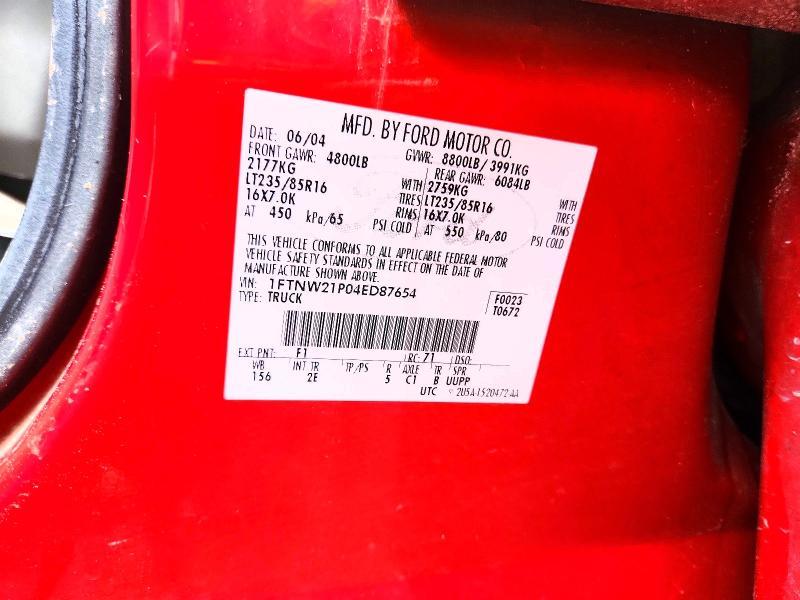 MFD. BY FORD MOTOR CO.
DATE: 06/04 GVWR: 8800LB/3991KG
FRONT GAWR: 4800LB REAR GAWR: 6084LB
2177KG WITH 2759KG WITH
LT235/85R16 TIRES LT235/85R16 TIRES
16X7.0K RIMS 16X7.0K RIMS
AT 450 kPa/65 PSI COLD AT 550 kPa/80 PSI COLD
THIS VEHICLE CONFORMS TO ALL APPLICABLE FEDERAL MOTOR
VEHICLE SAFETY STANDARDS IN EFFECT ON THE DATE OF
MANUFACTURE SHOWN ABOVE.
VIN: 1FTNW21P04ED87654 F0023
TYPE: TRUCK T0672
EXT PNT: F1 RC: 71 DSO:
WB INT TR TP/PS R AXLE TR SPR
156 2E 5 C1 B UUPP
UTC